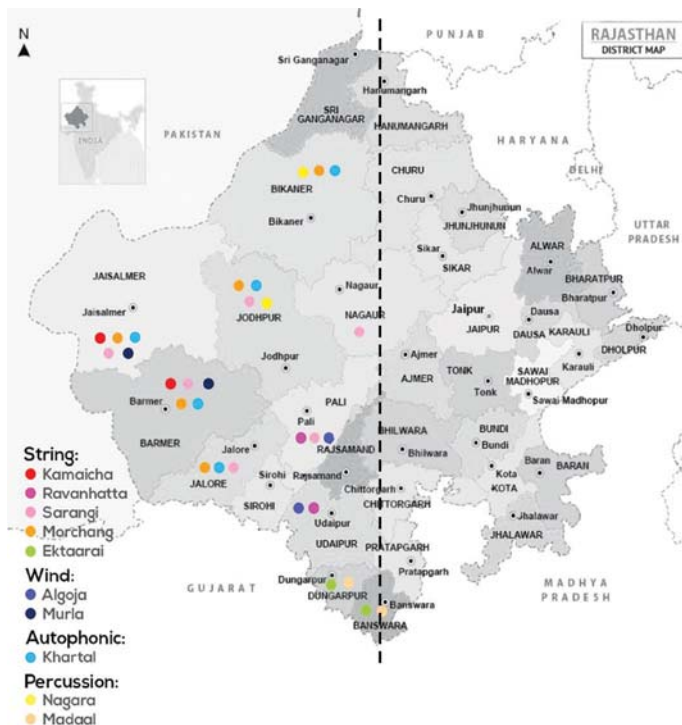 PUNJAB
RAJASTHAN
DISTRICT MAP
N
Sri Ganganagar
Hanumangarh
SRI
GANGANAGAR
HANUMANGARH
HARYANA
PAKISTAN
INDIA
DELHI
CHURU
BIKANER
Churu
Jhunjhunun
JHUNJHUNUN
UTTAR
PRADESH
Bikaner
ALWAR
Sikar
SIKAR
Alwar
BHARATPUR
Bharatpur
JAISALMER
Jaisalmer
Nagaur
NAGAUR
JODHPUR
Jaipur
JAIPUR
Dausa
DAUSA
KARAULI
Dholpur
DHOLPUR
Karauli
Jodhpur
Ajmer
AJMER
TONK
Tonk
SAWAI
MADHOPUR
Sawai-Madhopur
Barmer
BARMER
PALI
Pali
BHILWARA
Bhilwara
BUNDI
Bundi
RAJSAMAND
Rajsamand
Jalore
JALORE
Sirohi
SIROHI
Kota
KOTA
Baran
BARAN
Chittorgarh
CHITTORGARH
Jhalawar
JHALAWAR
Udaipur
UDAIPUR
PRATAPGARH
Pratapgarh
GUJARAT
Dungarpur
DUNGARPUR
Banswara
BANSWARA
MADHYA
PRADESH
String:
Kamaicha
Ravanhatta
Sarangi
Morchang
Ektaarai
Wind:
Algoja
Murla
Autophonic:
Khartal
Percussion:
Nagara
Madaal